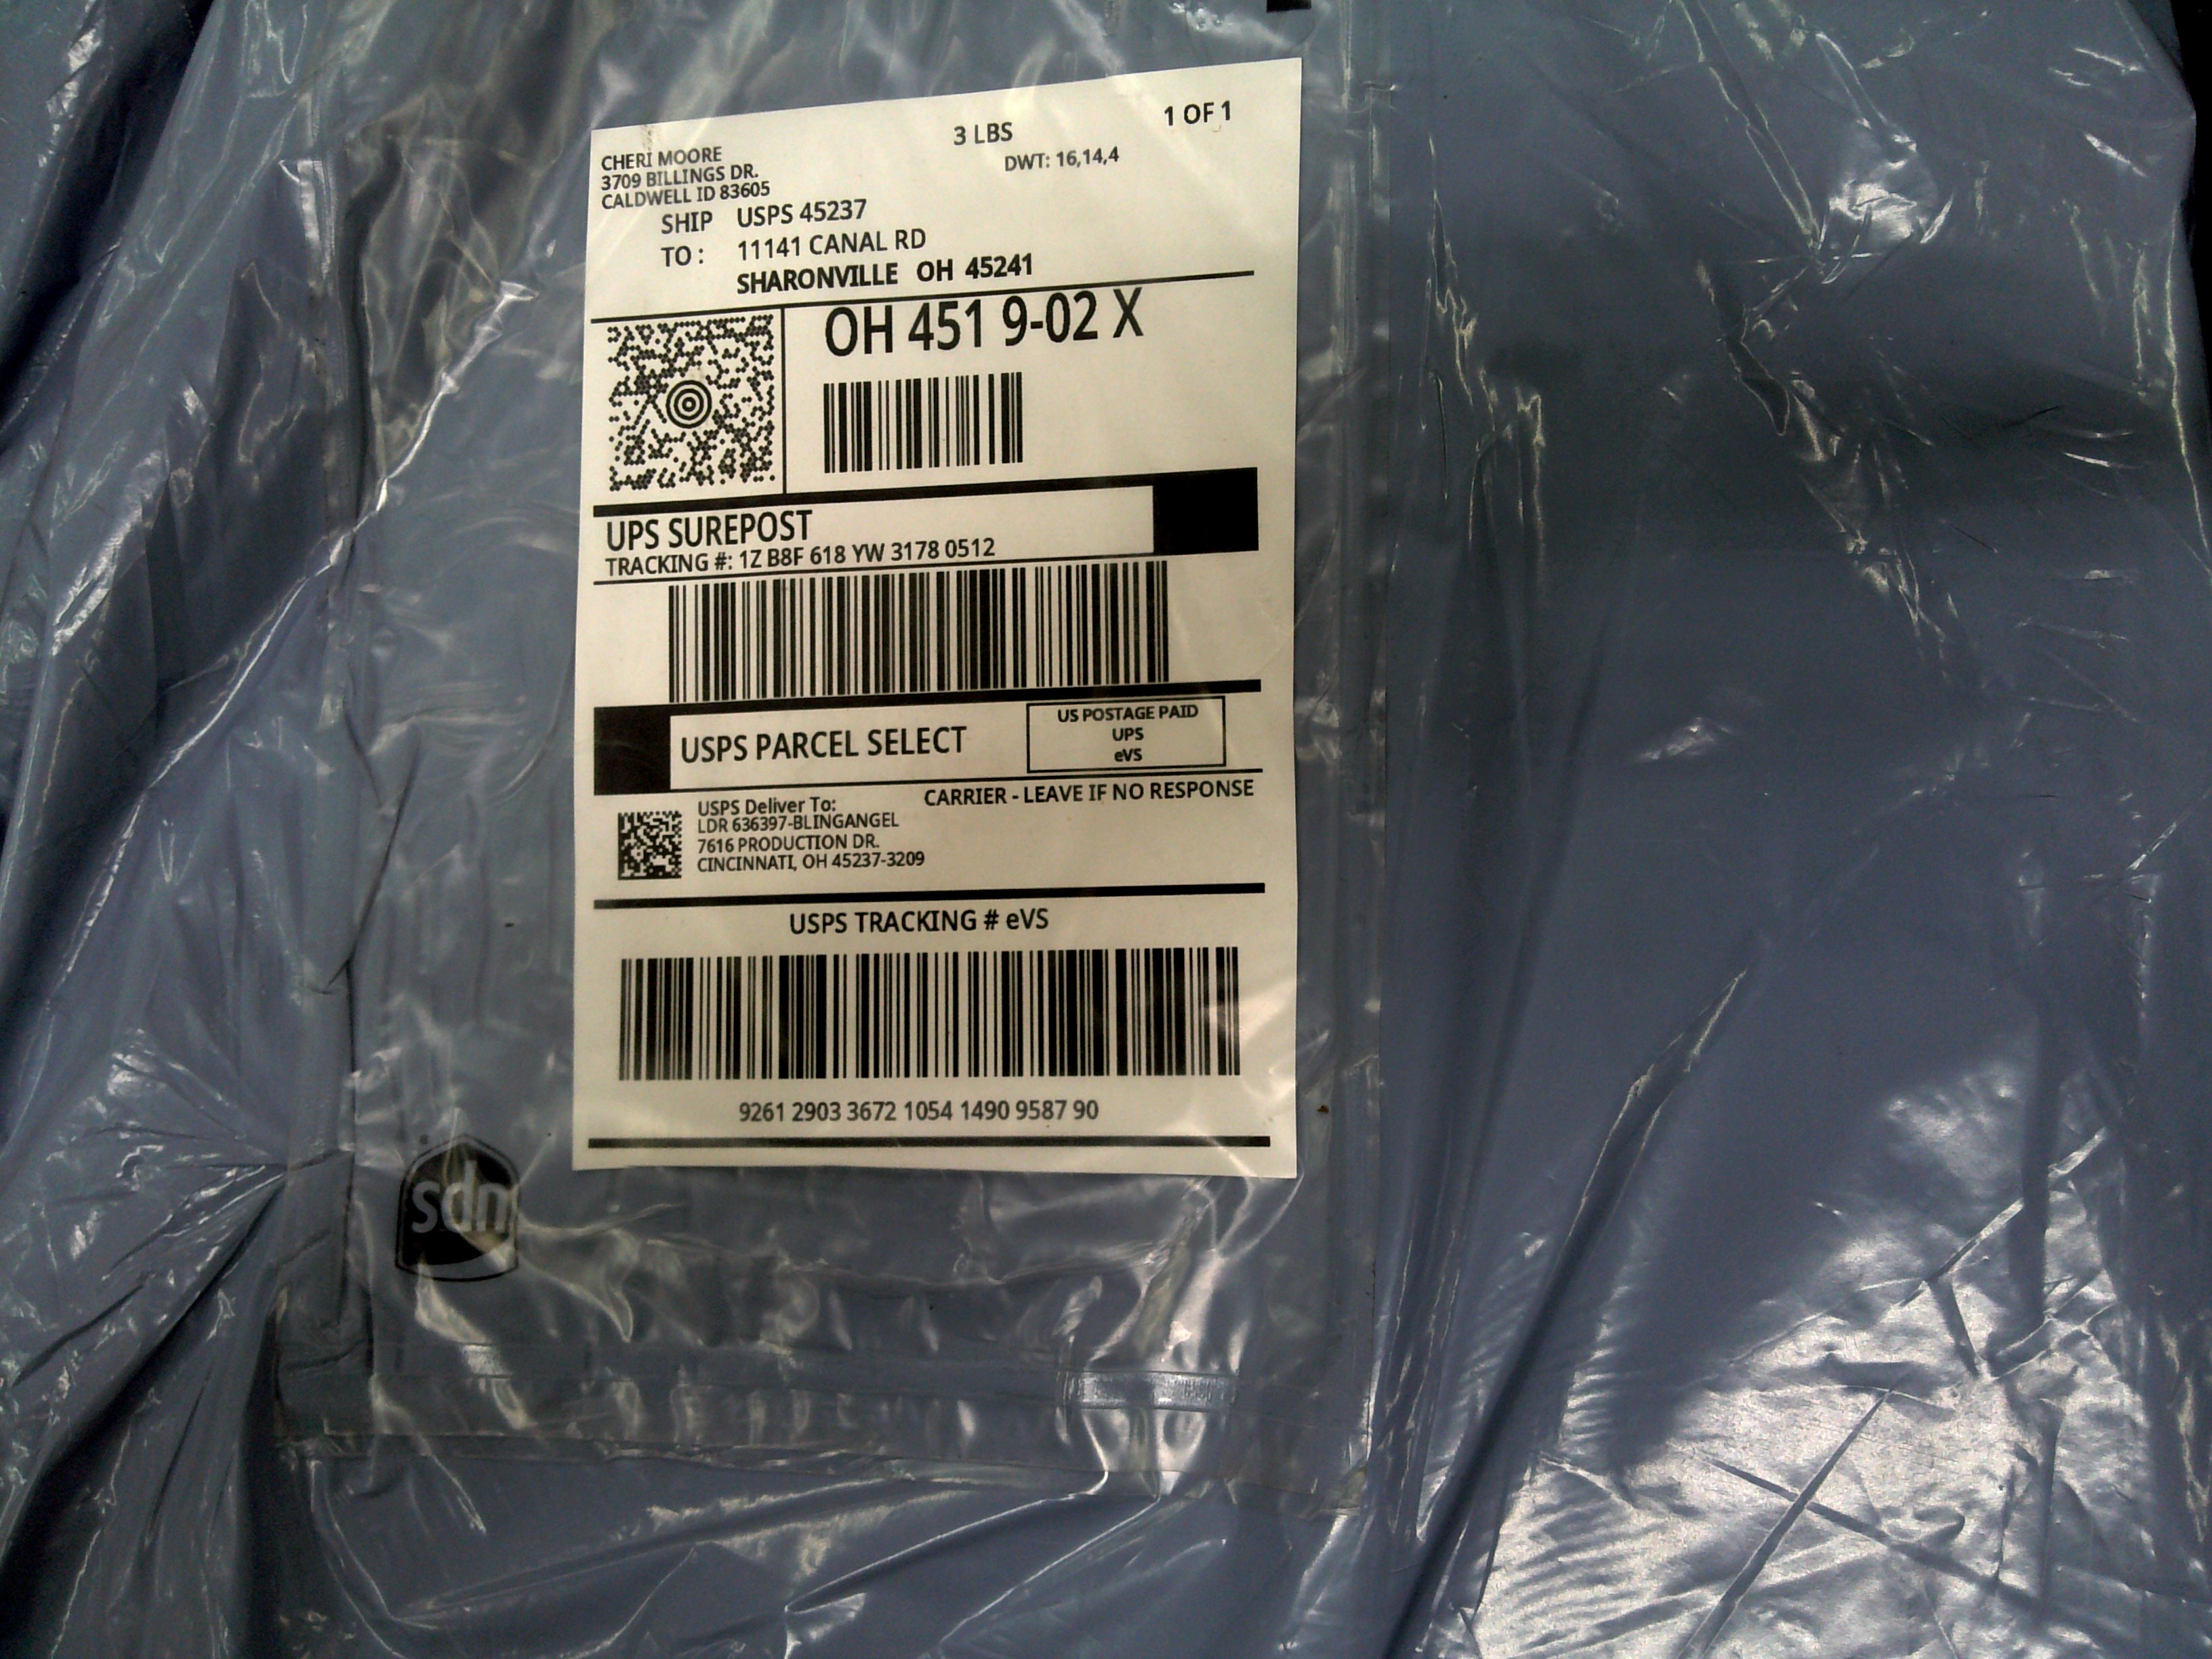 1 OF 1
3 LBS
DWT: 16,14,4
CHERI MOORE
3709 BILLINGS DR.
CALDWELL ID 83605
SHIP USPS 45237
TO : 11141 CANAL RD
SHARONVILLE OH 45241
OH 451 9-02 X
UPS SUREPOST
TRACKING #: 1Z B8F 618 YW 3178 0512
USPS PARCEL SELECT
US POSTAGE PAID
UPS
eVS
CARRIER - LEAVE IF NO RESPONSE
USPS Deliver To:
LDR 636397-BLINGANGEL
7616 PRODUCTION DR.
CINCINNATI, OH 45237-3209
USPS TRACKING # eVS
9261 2903 3672 1054 1490 9587 90
sdn